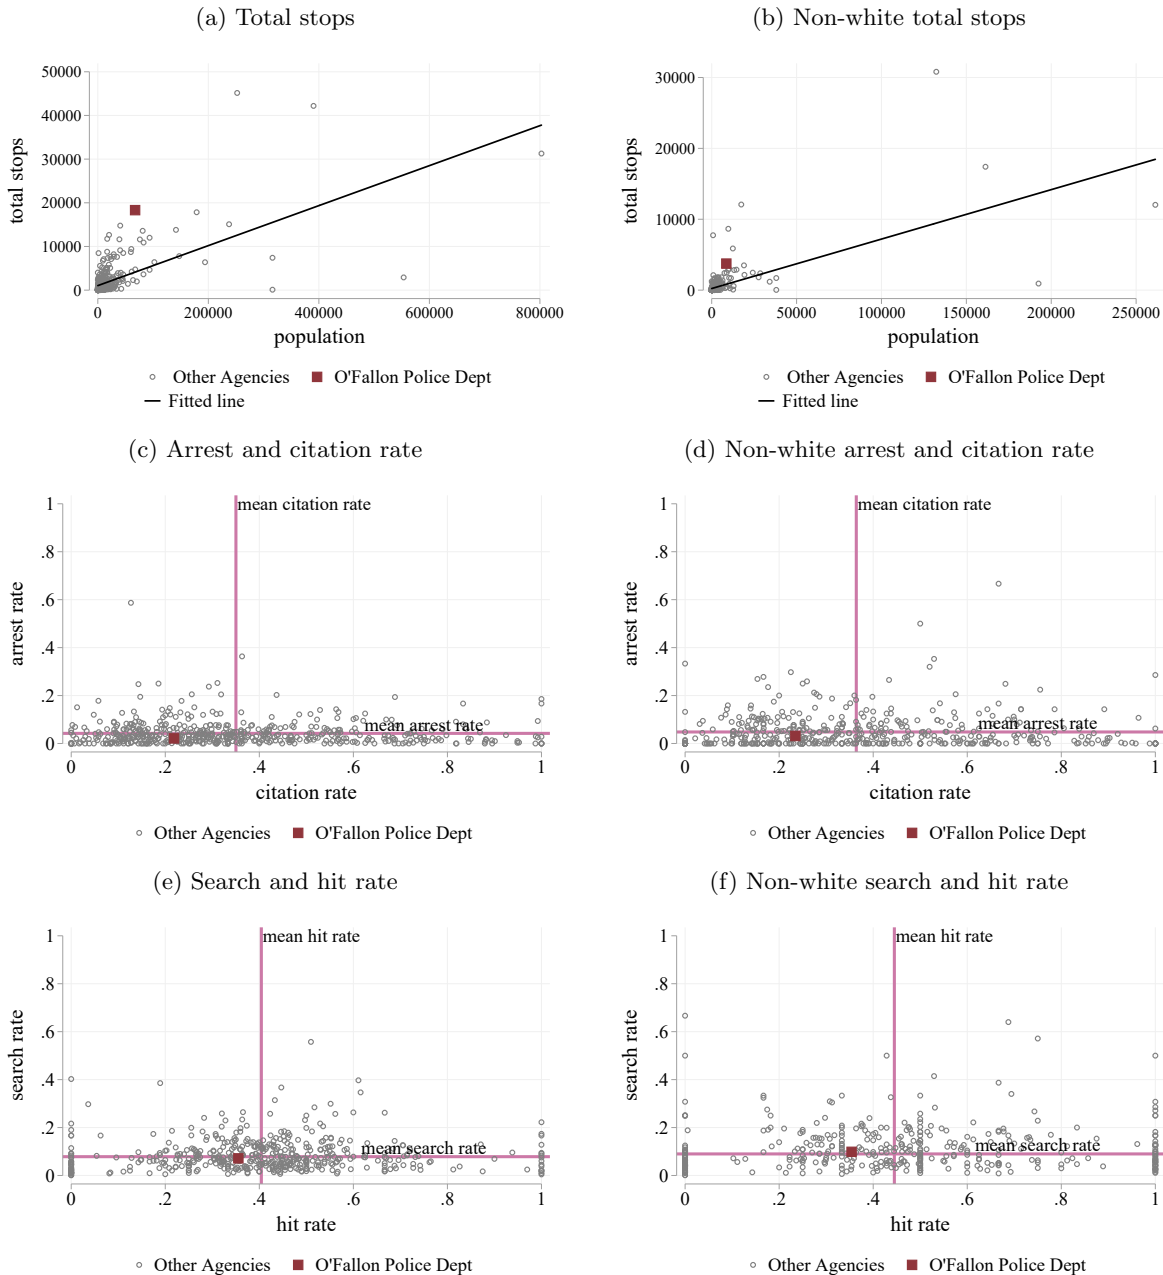 (a) Total stops
(b) Non-white total stops
50000
40000
30000
20000
10000
0
total stops
0 200000 400000 600000 800000
population
Other Agencies O'Fallon Police Dept
Fitted line
30000
20000
10000
0
total stops
0 50000 100000 150000 200000 250000
population
Other Agencies O'Fallon Police Dept
Fitted line
(c) Arrest and citation rate
(d) Non-white arrest and citation rate
1
.8
.6
.4
.2
0
arrest rate
mean citation rate
mean arrest rate
0 .2 .4 .6 .8 1
citation rate
Other Agencies O'Fallon Police Dept
1
.8
.6
.4
.2
0
arrest rate
mean citation rate
mean arrest rate
0 .2 .4 .6 .8 1
citation rate
Other Agencies O'Fallon Police Dept
(e) Search and hit rate
(f) Non-white search and hit rate
1
.8
.6
.4
.2
0
search rate
mean hit rate
mean search rate
0 .2 .4 .6 .8 1
hit rate
Other Agencies O'Fallon Police Dept
1
.8
.6
.4
.2
0
search rate
mean hit rate
mean search rate
0 .2 .4 .6 .8 1
hit rate
Other Agencies O'Fallon Police Dept